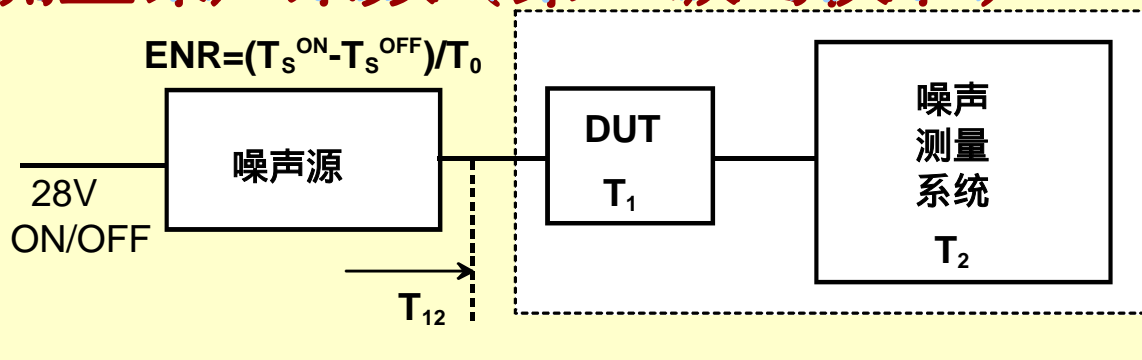 ENR=(Tₛᴼᴺ-Tₛᴼᶠᶠ)/T₀
28V
ON/OFF
噪声源
T₁₂
DUT
T₁
噪声
测量
系统
T₂